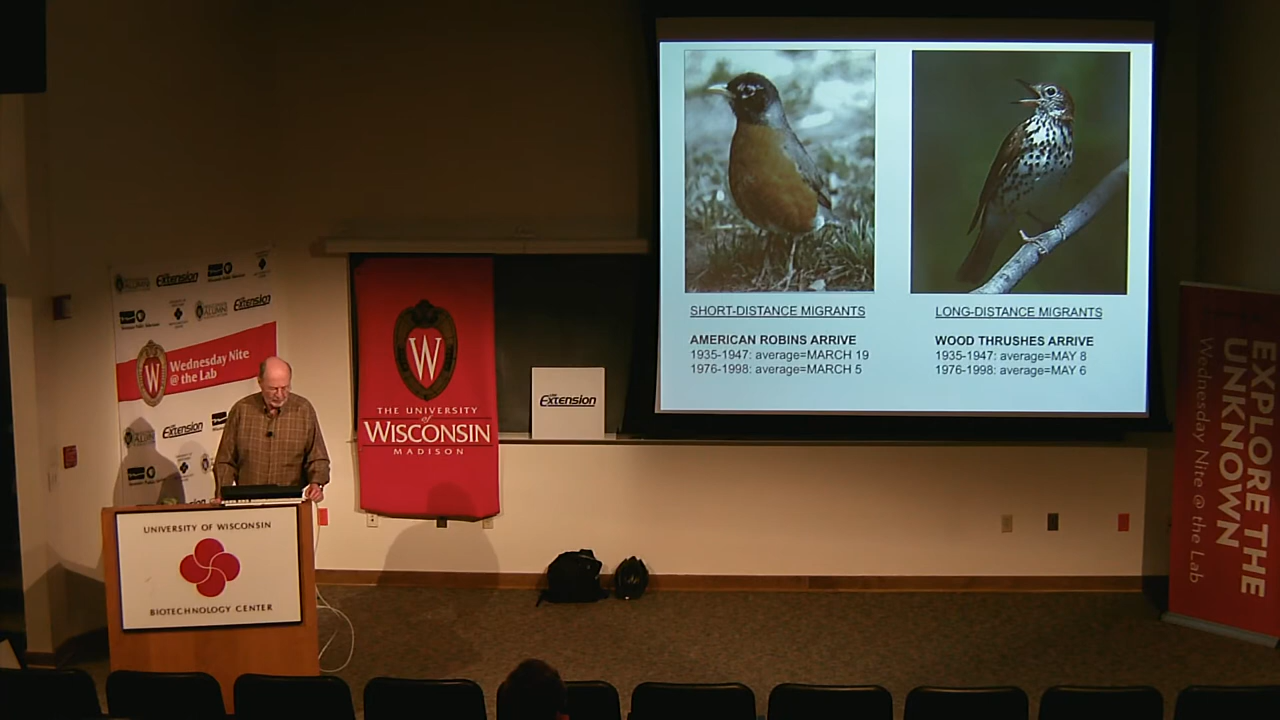 SHORT-DISTANCE MIGRANTS
AMERICAN ROBINS ARRIVE
1935-1947: average=MARCH 19
1976-1998: average=MARCH 5
LONG-DISTANCE MIGRANTS
WOOD THRUSHES ARRIVE
1935-1947: average=MAY 8
1976-1998: average=MAY 6
Extension
Extension
W
Wednesday Nite
@ the Lab
Extension
W
THE UNIVERSITY
of
WISCONSIN
MADISON
Extension
UNIVERSITY OF WISCONSIN
BIOTECHNOLOGY CENTER
EXPLORE THE
UNKNOWN
Wednesday Nite @ the Lab